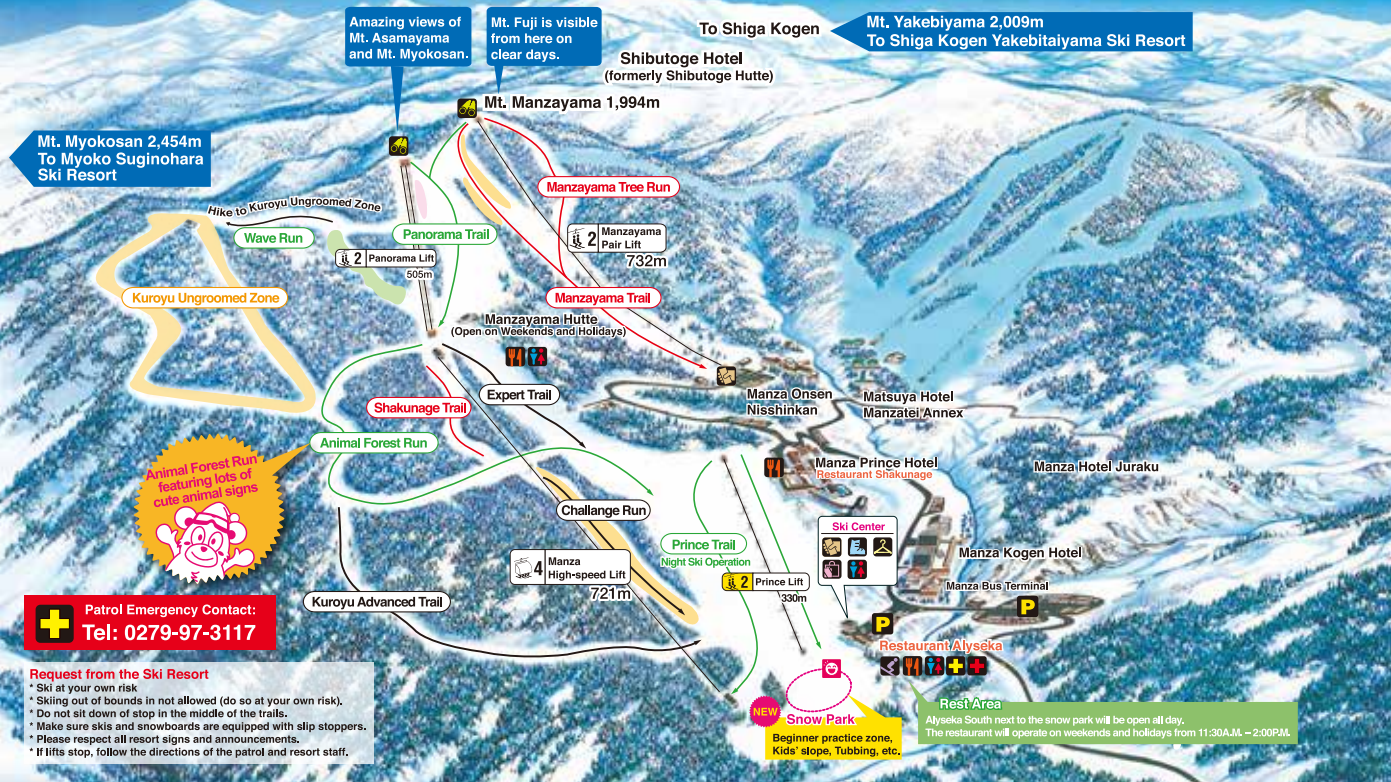 Amazing views of
Mt. Asamayama
and Mt. Myokosan.
Mt. Fuji is visible
from here on
clear days.
To Shiga Kogen
Mt. Yakebiyama 2,009m
To Shiga Kogen Yakebitaiyama Ski Resort
Shibutoge Hotel
(formerly Shibutoge Hutte)
Mt. Manzayama 1,994m
Mt. Myokosan 2,454m
To Myoko Suginohara
Ski Resort
Hike to Kuroyu Ungroomed Zone
Wave Run
Panorama Trail
Manzayama Tree Run
2 Manzayama
Pair Lift
732m
2 Panorama Lift
505m
Kuroyu Ungroomed Zone
Manzayama Trail
Manzayama Hutte
(Open on Weekends and Holidays)
Expert Trail
Shakunage Trail
Manza Onsen
Nisshinkan
Matsuya Hotel
Manzatei Annex
Animal Forest Run
Animal Forest Run
featuring lots of
cute animal signs
Manza Prince Hotel
Restaurant Shakunage
Manza Hotel Juraku
Challange Run
Ski Center
Prince Trail
Night Ski Operation
Manza Kogen Hotel
4 Manza
High-speed Lift
721m
2 Prince Lift
330m
Manza Bus Terminal
P
P
Kuroyu Advanced Trail
Patrol Emergency Contact:
Tel: 0279-97-3117
Restaurant Alyseka
Request from the Ski Resort
* Ski at your own risk
* Skiing out of bounds in not allowed (do so at your own risk).
* Do not sit down of stop in the middle of the trails.
* Make sure skis and snowboards are equipped with slip stoppers.
* Please respect all resort signs and announcements.
* If lifts stop, follow the directions of the patrol and resort staff.
NEW
Snow Park
Beginner practice zone,
Kids' slope, Tubbing, etc.
Rest Area
Alyseka South next to the snow park will be open all day.
The restaurant will operate on weekends and holidays from 11:30A.M. – 2:00P.M.